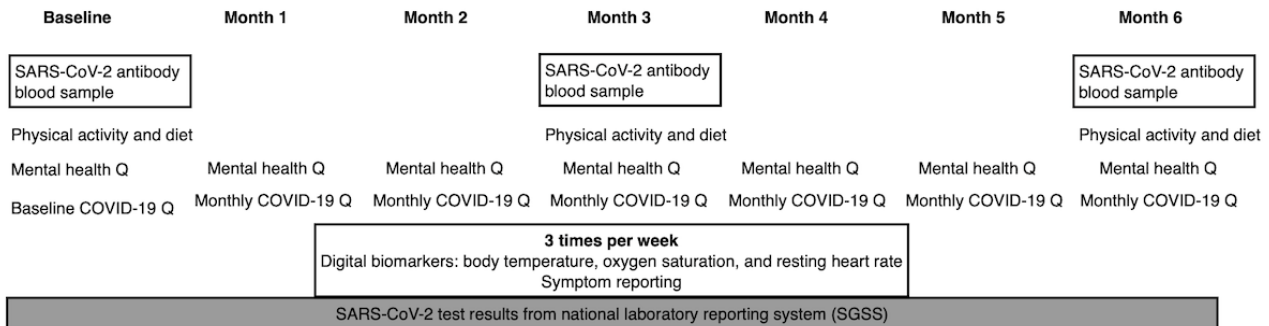 Baseline Month 1 Month 2 Month 3 Month 4 Month 5 Month 6
SARS-CoV-2 antibody SARS-CoV-2 antibody SARS-CoV-2 antibody
blood sample blood sample blood sample
Physical activity and diet Physical activity and diet Physical activity and diet
Mental health Q Mental health Q Mental health Q Mental health Q Mental health Q Mental health Q Mental health Q
Baseline COVID-19 Q Monthly COVID-19 Q Monthly COVID-19 Q Monthly COVID-19 Q Monthly COVID-19 Q Monthly COVID-19 Q Monthly COVID-19 Q
3 times per week
Digital biomarkers: body temperature, oxygen saturation, and resting heart rate
Symptom reporting
SARS-CoV-2 test results from national laboratory reporting system (SGSS)